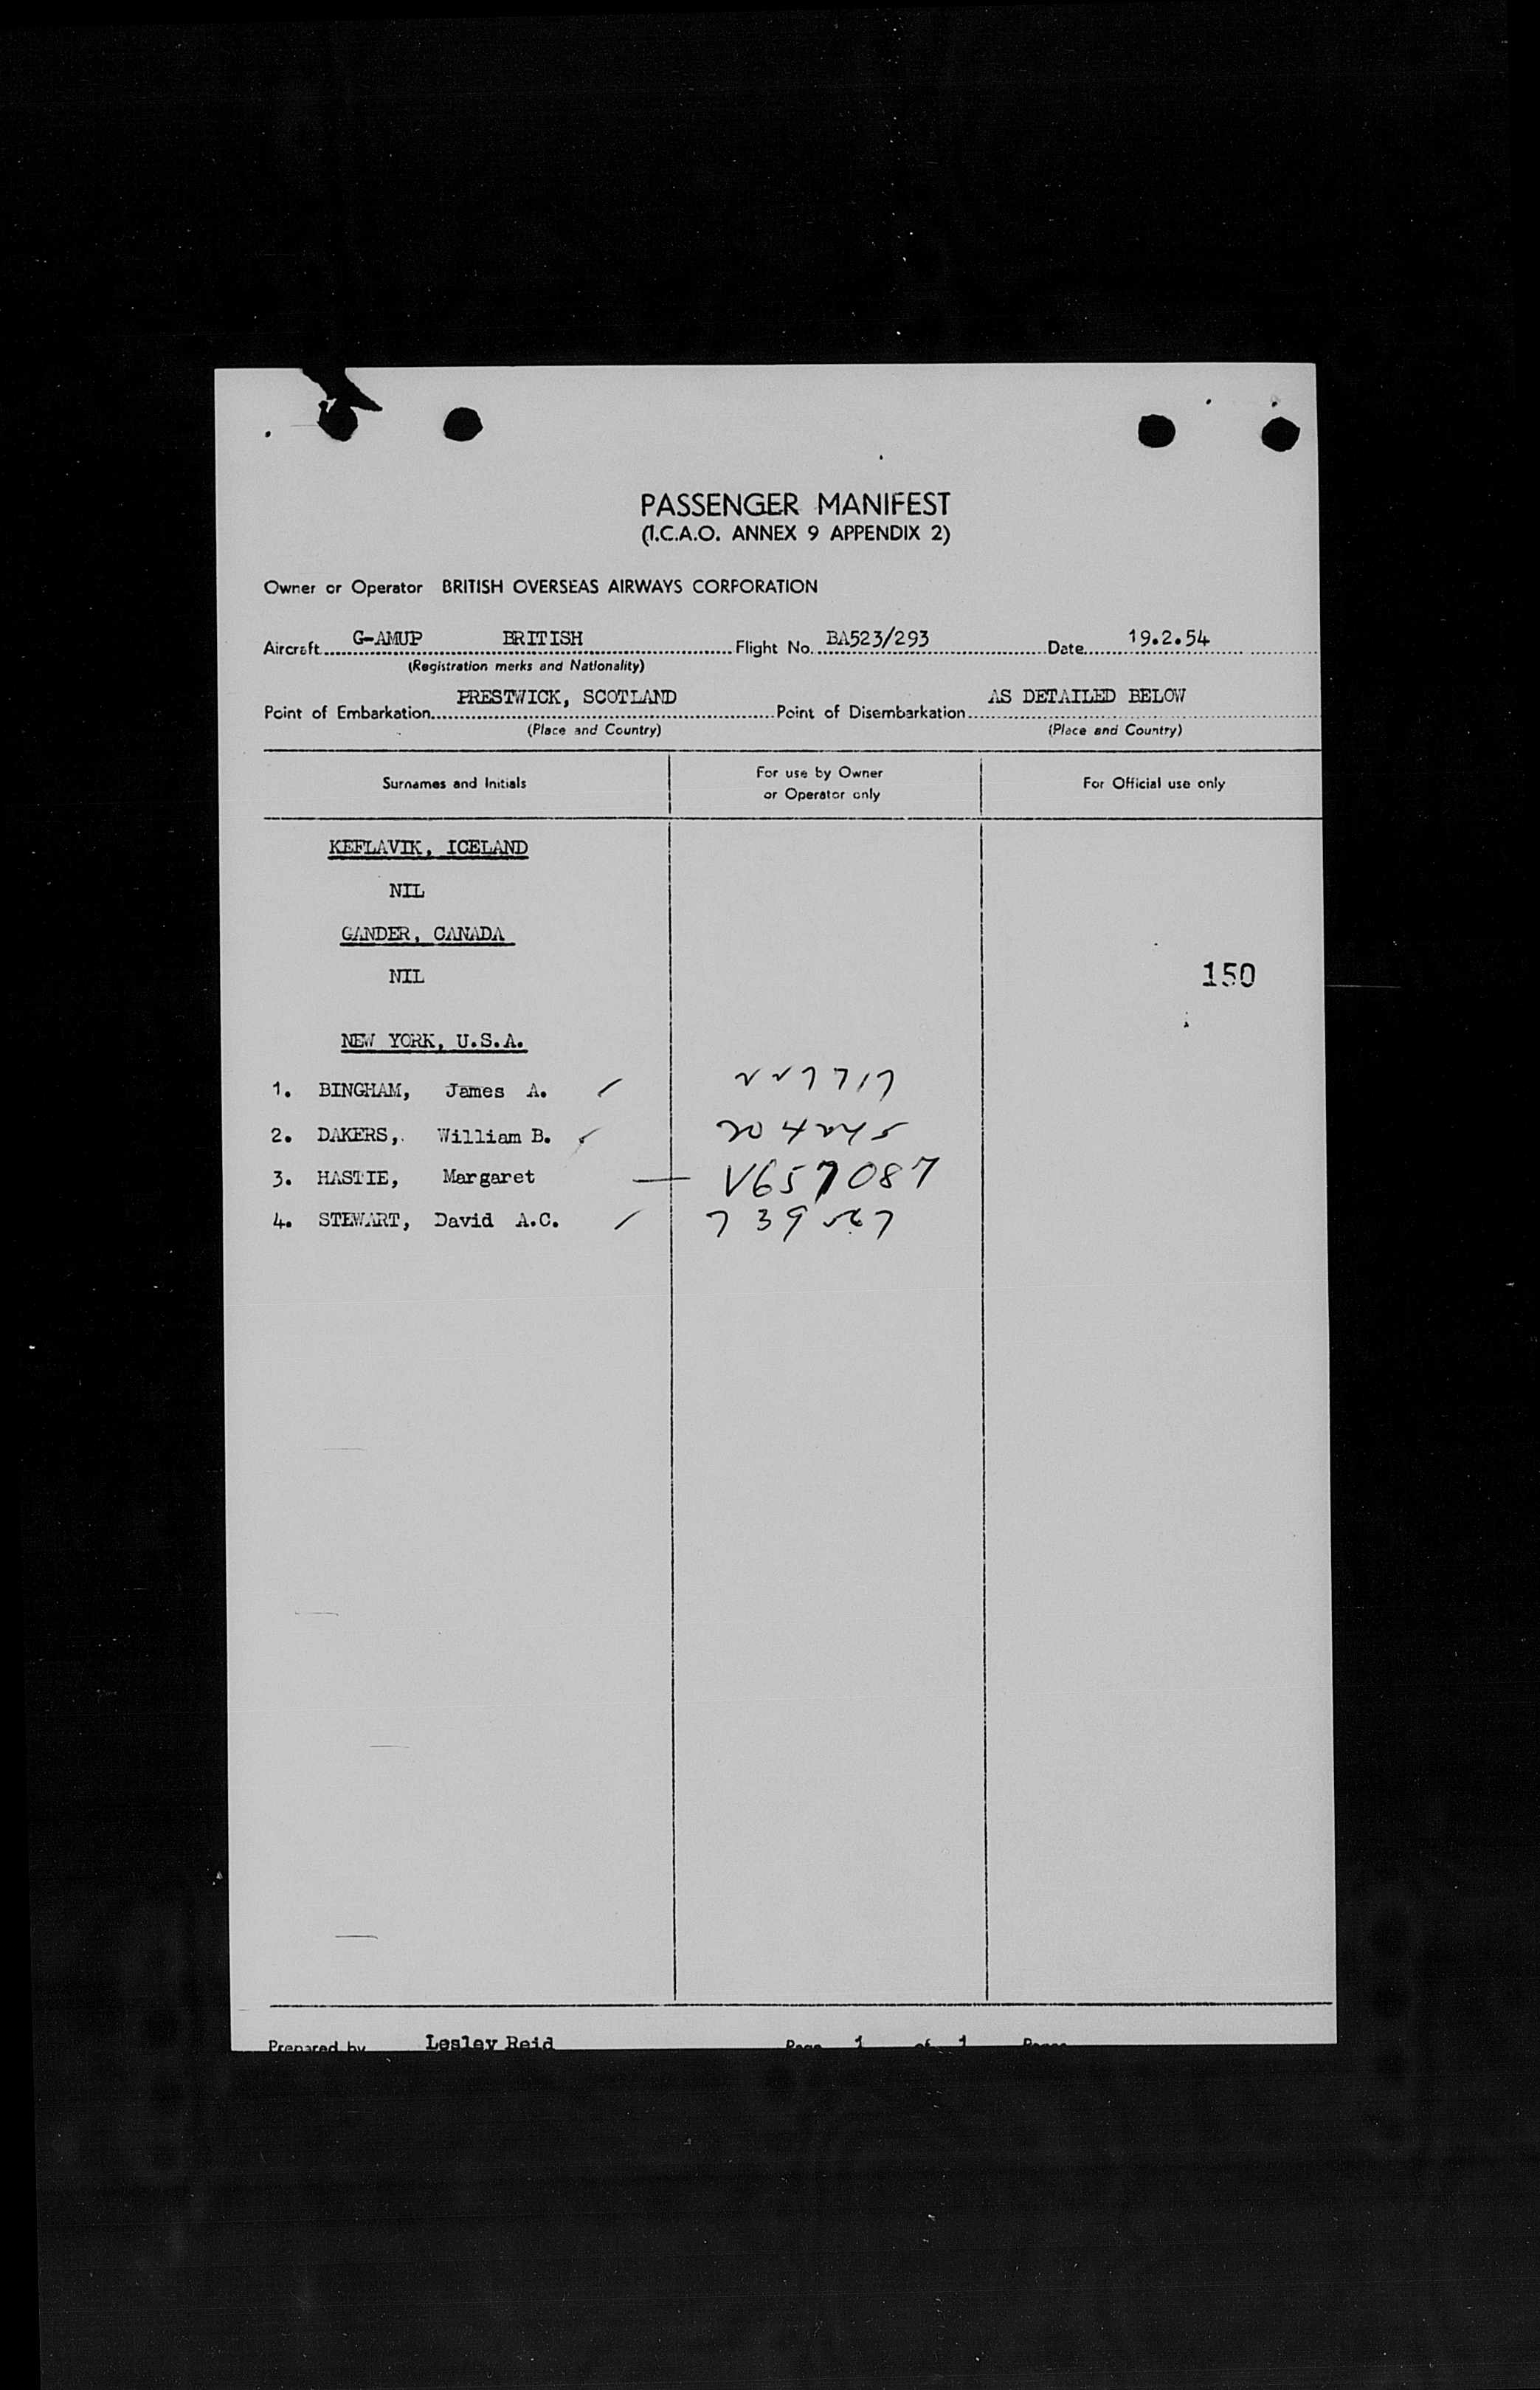 PASSENGER MANIFEST
(I.C.A.O. ANNEX 9 APPENDIX 2)
Owner or Operator BRITISH OVERSEAS AIRWAYS CORPORATION
Aircraft G-AMUP BRITISH Flight No. BA523/293 Date 19.2.54
(Registration marks and Nationality)
Point of Embarkation PRESTWICK, SCOTLAND Point of Disembarkation AS DETAILED BELOW
(Place and Country) (Place and Country)
Surnames and Initials For use by Owner or Operator only For Official use only
KEFLAVIK, ICELAND
NIL
GANDER, CANADA
NIL 150
NEW YORK, U.S.A.
1. BINGHAM, James A.
2. DAKERS, William B.
3. HASTIE, Margaret V657087
4. STEWART, David A.C.
Prepared by Lesley Reid Page 1 of 1 Pages